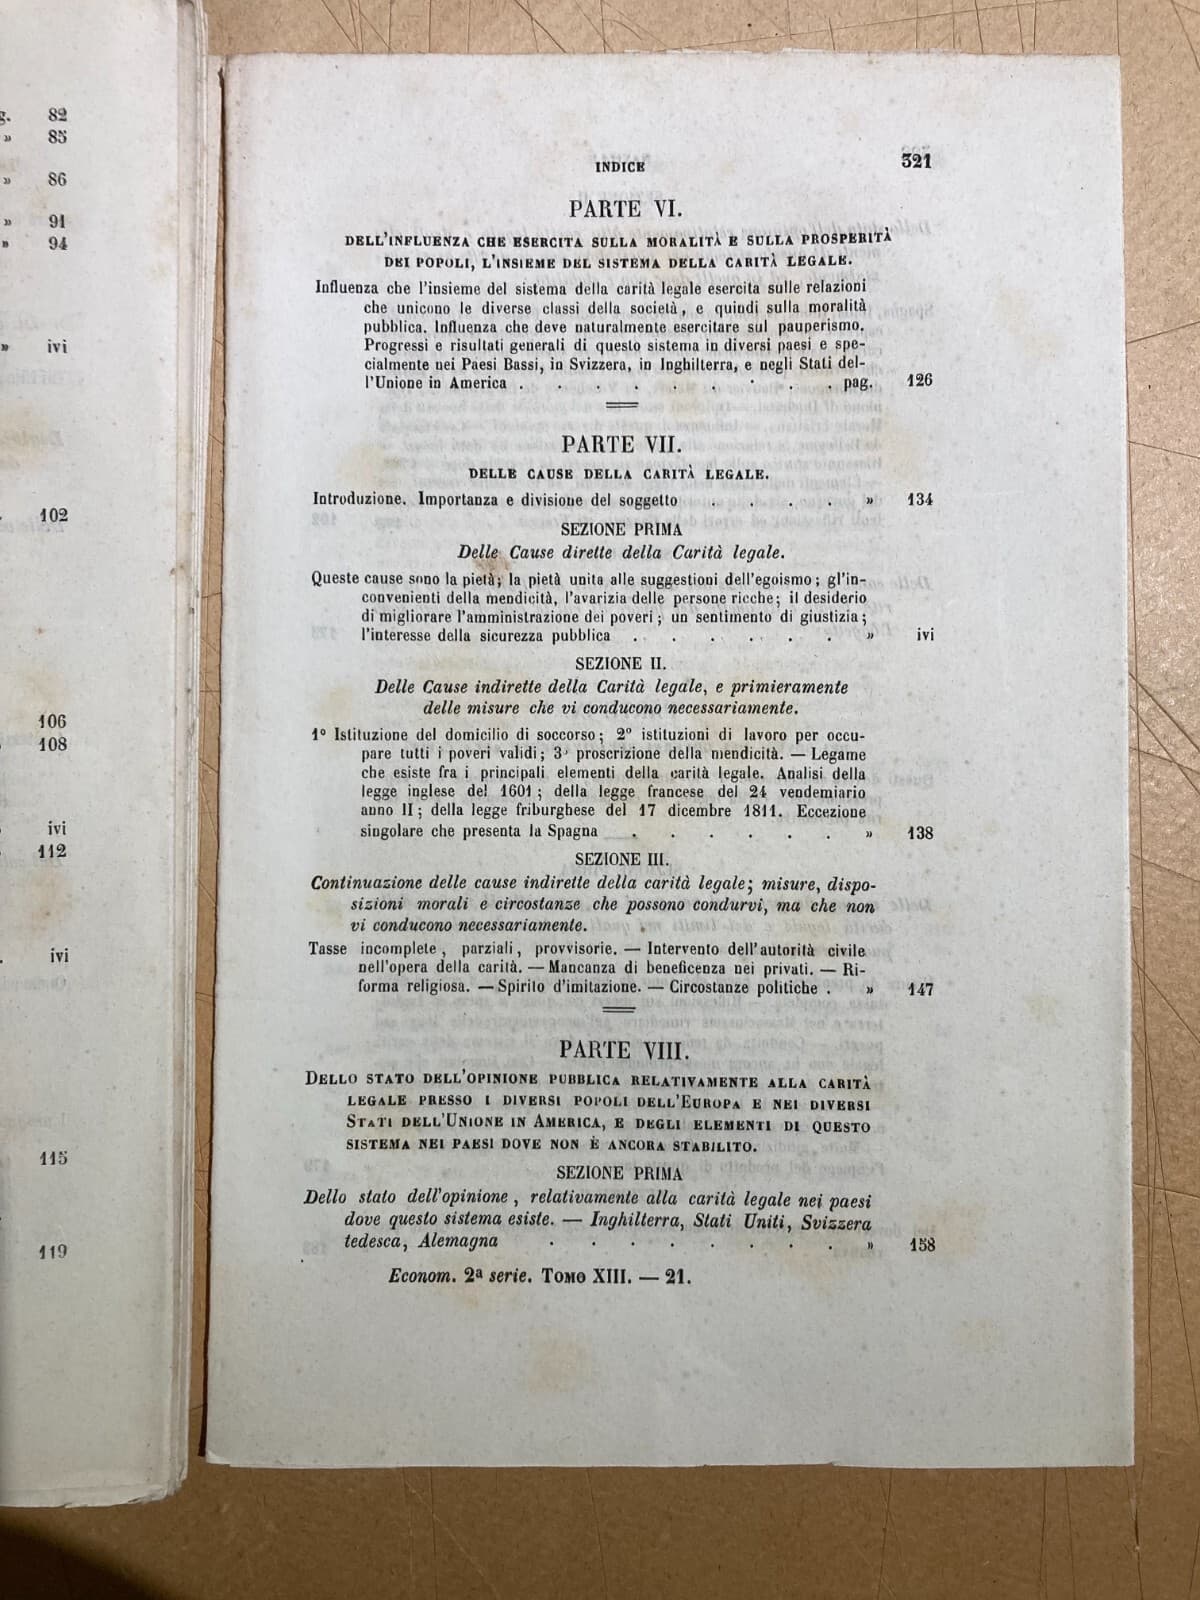 g. 82
» 85
» 86
» 91
» 94
» ivi
102
106
108
ivi
112
ivi
115
119
INDICE 321
PARTE VI.
DELL'INFLUENZA CHE ESERCITA SULLA MORALITÀ E SULLA PROSPERITÀ
DEI POPOLI, L'INSIEME DEL SISTEMA DELLA CARITÀ LEGALE.
Influenza che l'insieme del sistema della carità legale esercita sulle relazioni
che unicono le diverse classi della società, e quindi sulla moralità
pubblica. Influenza che deve naturalmente esercitare sul pauperismo.
Progressi e risultati generali di questo sistema in diversi paesi e spe-
cialmente nei Paesi Bassi, in Svizzera, in Inghilterra, e negli Stati del-
l'Unione in America . . . . . . . . . pag. 126
PARTE VII.
DELLE CAUSE DELLA CARITÀ LEGALE.
Introduzione. Importanza e divisione del soggetto . . . . » 134
SEZIONE PRIMA
Delle Cause dirette della Carità legale.
Queste cause sono la pietà; la pietà unita alle suggestioni dell'egoismo; gl'in-
convenienti della mendicità, l'avarizia delle persone ricche; il desiderio
di migliorare l'amministrazione dei poveri; un sentimento di giustizia;
l'interesse della sicurezza pubblica . . . . . . » ivi
SEZIONE II.
Delle Cause indirette della Carità legale, e primieramente
delle misure che vi conducono necessariamente.
1º Istituzione del domicilio di soccorso; 2º istituzioni di lavoro per occu-
pare tutti i poveri validi; 3º proscrizione della mendicità. — Legame
che esiste fra i principali elementi della carità legale. Analisi della
legge inglese del 1601; della legge francese del 24 vendemiario
anno II; della legge friburghese del 17 dicembre 1811. Eccezione
singolare che presenta la Spagna . . . . . . » 138
SEZIONE III.
Continuazione delle cause indirette della carità legale; misure, dispo-
sizioni morali e circostanze che possono condurvi, ma che non
vi conducono necessariamente.
Tasse incomplete, parziali, provvisorie. — Intervento dell'autorità civile
nell'opera della carità. — Mancanza di beneficenza nei privati. — Ri-
forma religiosa. — Spirito d'imitazione. — Circostanze politiche . » 147
PARTE VIII.
DELLO STATO DELL'OPINIONE PUBBLICA RELATIVAMENTE ALLA CARITÀ
LEGALE PRESSO I DIVERSI POPOLI DELL'EUROPA E NEI DIVERSI
STATI DELL'UNIONE IN AMERICA, E DEGLI ELEMENTI DI QUESTO
SISTEMA NEI PAESI DOVE NON È ANCORA STABILITO.
SEZIONE PRIMA
Dello stato dell'opinione, relativamente alla carità legale nei paesi
dove questo sistema esiste. — Inghilterra, Stati Uniti, Svizzera
tedesca, Alemagna . . . . . . . . » 158
Econom. 2ª serie. TOMO XIII. — 21.